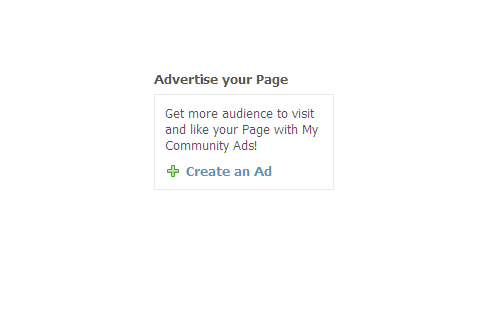 Advertise your Page
Get more audience to visit
and like your Page with My
Community Ads!
Create an Ad